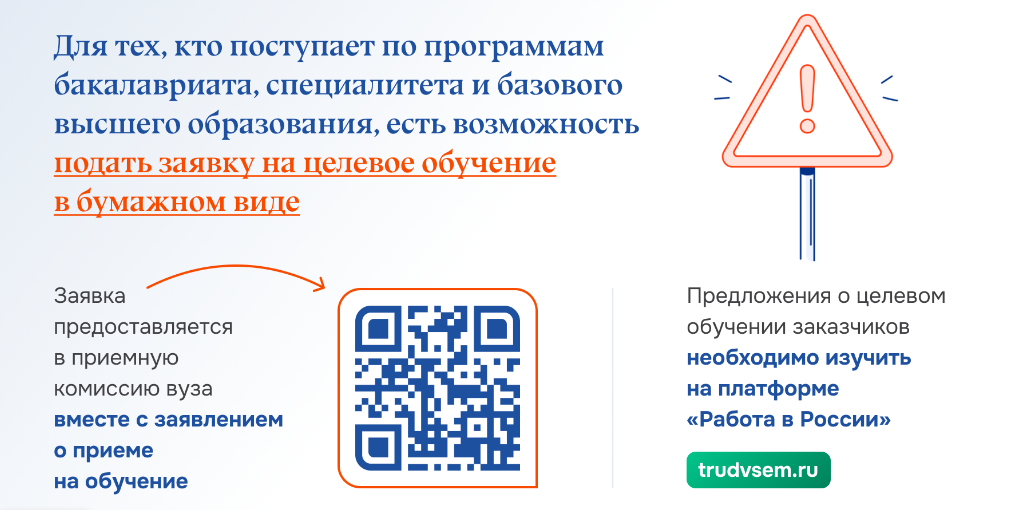 Для тех, кто поступает по программам
бакалавриата, специалитета и базового
высшего образования, есть возможность
подать заявку на целевое обучение
в бумажном виде
Заявка
предоставляется
в приемную
комиссию вуза
вместе с заявлением
о приеме
на обучение
Предложения о целевом
обучении заказчиков
необходимо изучить
на платформе
«Работа в России»
trudvsem.ru